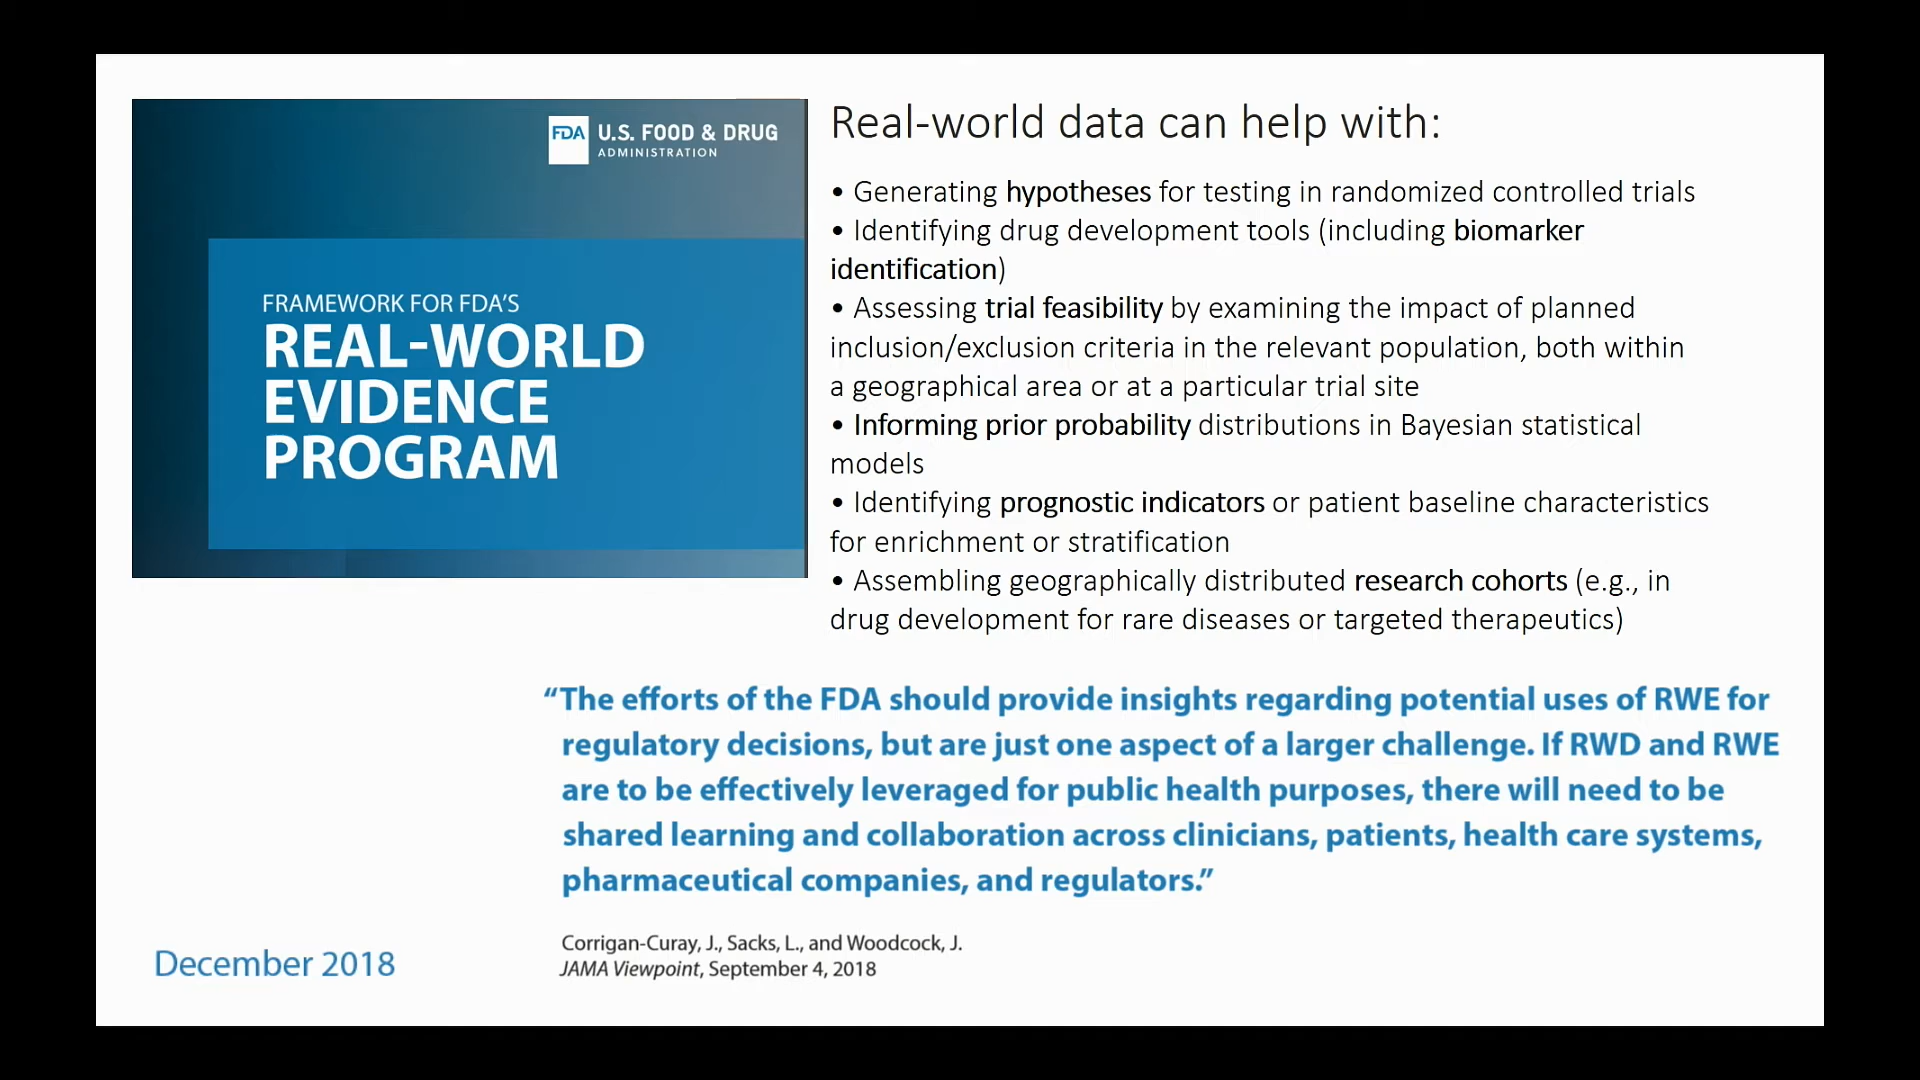 FDA U.S. FOOD & DRUG
ADMINISTRATION
FRAMEWORK FOR FDA'S
REAL-WORLD
EVIDENCE
PROGRAM
Real-world data can help with:
• Generating hypotheses for testing in randomized controlled trials
• Identifying drug development tools (including biomarker
identification)
• Assessing trial feasibility by examining the impact of planned
inclusion/exclusion criteria in the relevant population, both within
a geographical area or at a particular trial site
• Informing prior probability distributions in Bayesian statistical
models
• Identifying prognostic indicators or patient baseline characteristics
for enrichment or stratification
• Assembling geographically distributed research cohorts (e.g., in
drug development for rare diseases or targeted therapeutics)
“The efforts of the FDA should provide insights regarding potential uses of RWE for
regulatory decisions, but are just one aspect of a larger challenge. If RWD and RWE
are to be effectively leveraged for public health purposes, there will need to be
shared learning and collaboration across clinicians, patients, health care systems,
pharmaceutical companies, and regulators.”
Corrigan-Curay, J., Sacks, L., and Woodcock, J.
JAMA Viewpoint, September 4, 2018
December 2018